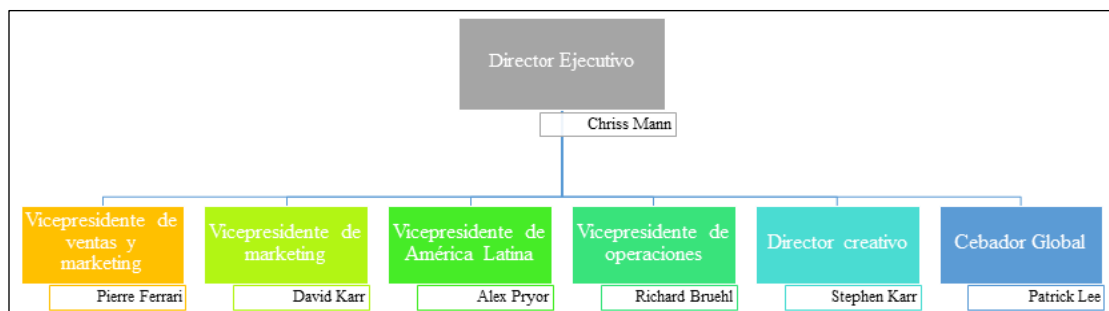 Director Ejecutivo
Chriss Mann
Vicepresidente de
ventas y
marketing
Pierre Ferrari
Vicepresidente de
marketing
David Karr
Vicepresidente de
América Latina
Alex Pryor
Vicepresidente de
operaciones
Richard Bruehl
Director creativo
Stephen Karr
Cebador Global
Patrick Lee